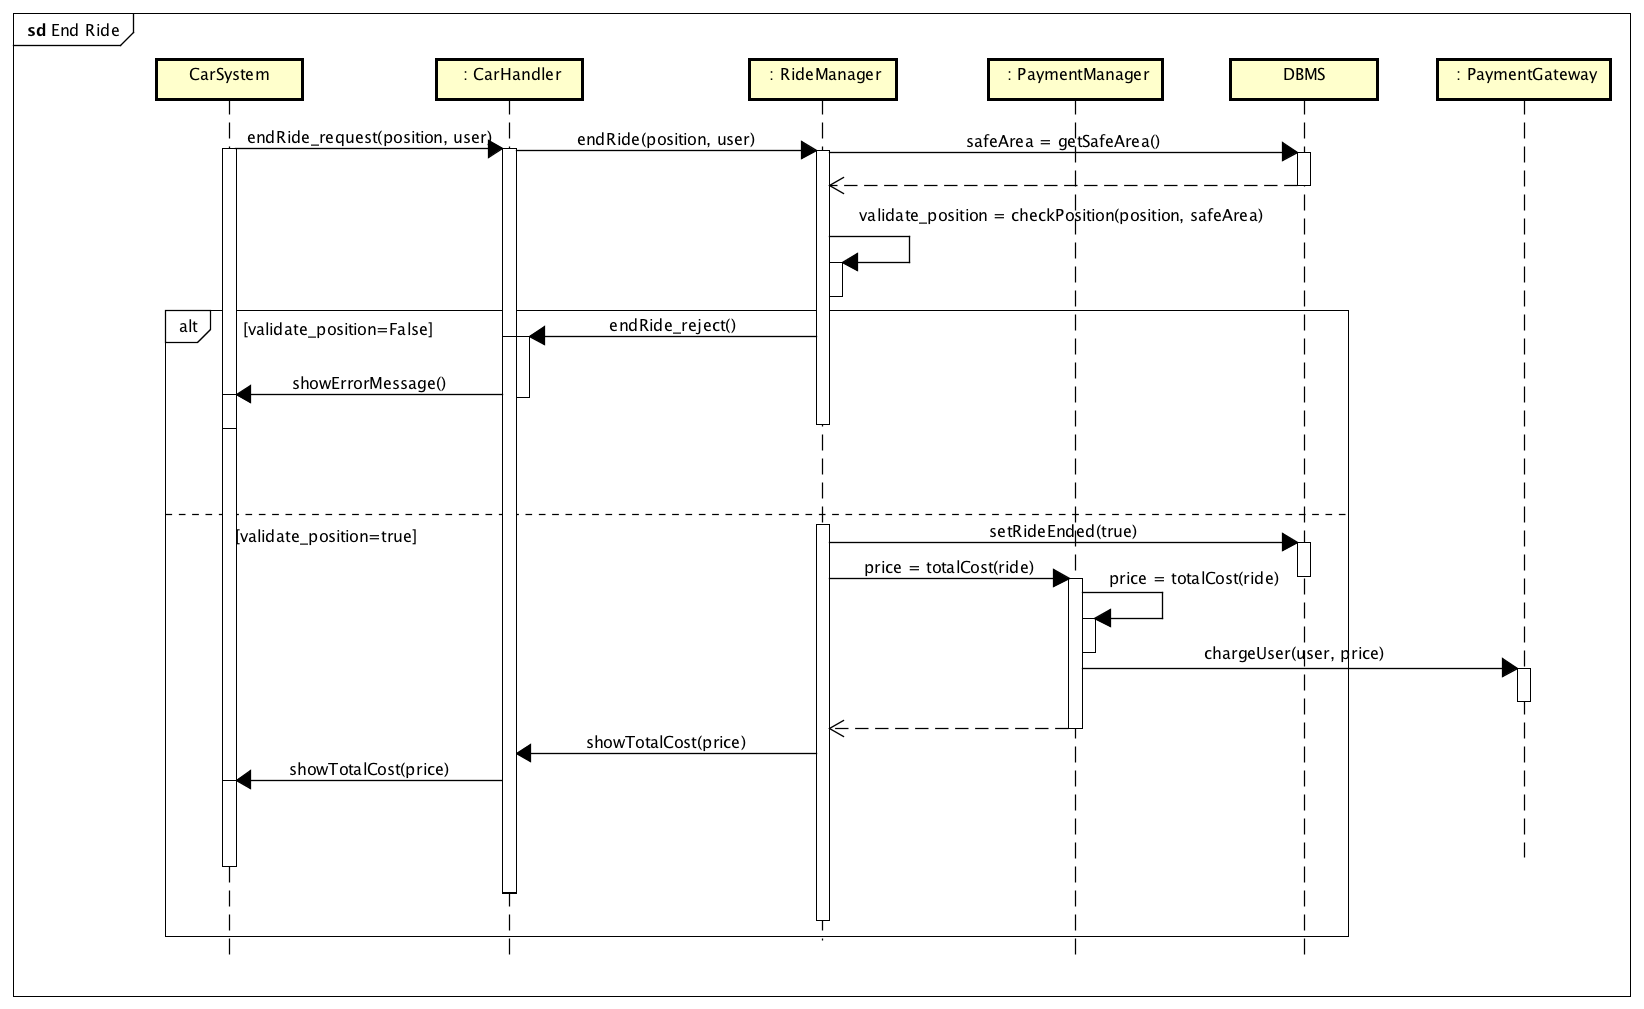 sd End Ride
CarSystem
: CarHandler
: RideManager
: PaymentManager
DBMS
: PaymentGateway
endRide_request(position, user)
endRide(position, user)
safeArea = getSafeArea()
validate_position = checkPosition(position, safeArea)
alt
[validate_position=False]
endRide_reject()
showErrorMessage()
[validate_position=true]
setRideEnded(true)
price = totalCost(ride)
price = totalCost(ride)
chargeUser(user, price)
showTotalCost(price)
showTotalCost(price)